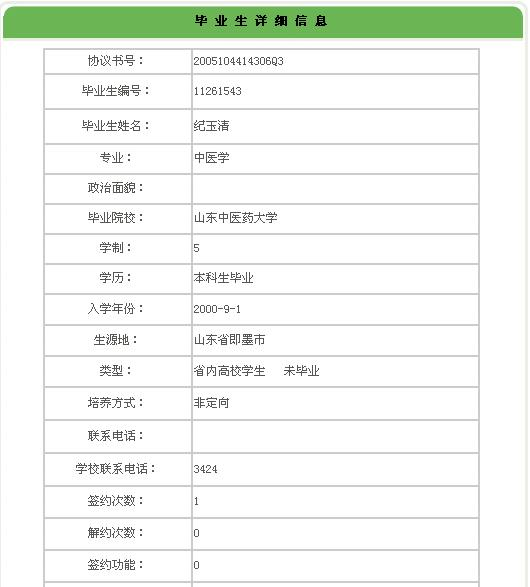 毕业生详细信息
协议书号： 20051044143060Q3
毕业生编号： 11261543
毕业生姓名： 纪玉清
专业： 中医学
政治面貌：
毕业院校： 山东中医药大学
学制： 5
学历： 本科生毕业
入学年份： 2000-9-1
生源地： 山东省即墨市
类型： 省内高校学生 未毕业
培养方式： 非定向
联系电话：
学校联系电话： 3424
签约次数： 1
解约次数： 0
签约功能： 0